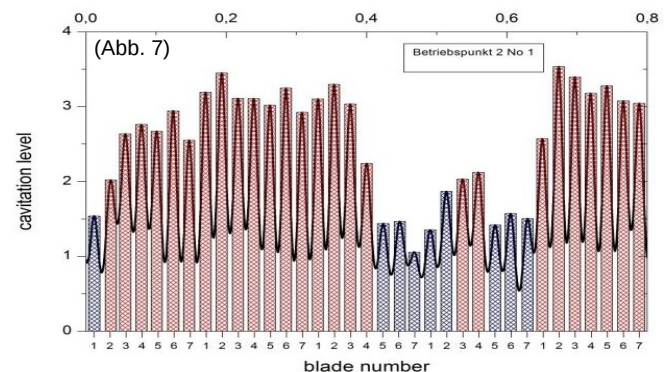 0,0 0,2 0,4 0,6 0,8
4
(Abb. 7)
Betriebspunkt 2 No 1
3
cavitation level
2
1
0
1 2 3 4 5 6 7 1 2 3 4 5 6 7 1 2 3 4 5 6 7 1 2 3 4 5 6 7 1 2 3 4 5 6 7
blade number